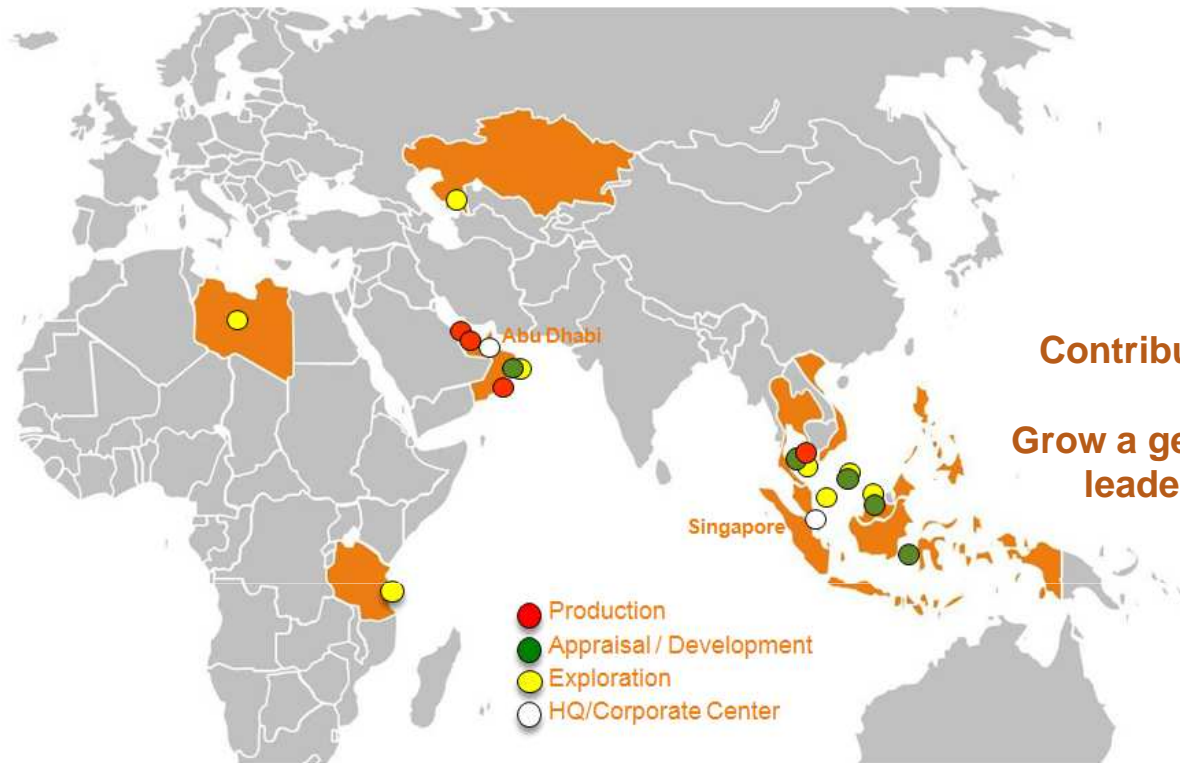 Abu Dhabi
Contribu
Grow a ge
leade
Singapore
Production
Appraisal / Development
Exploration
HQ/Corporate Center